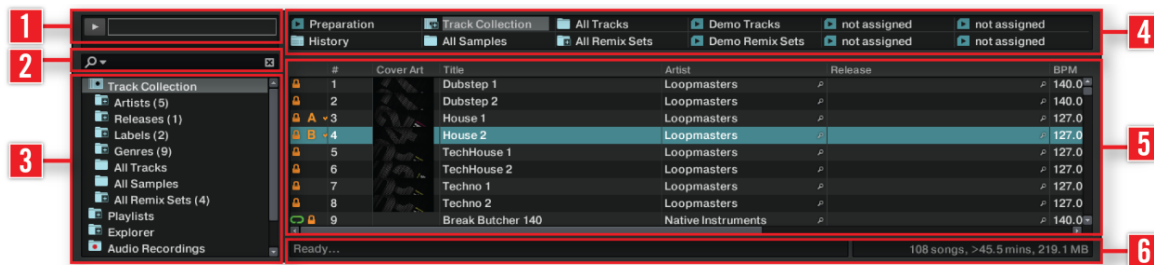 1
Preparation Track Collection All Tracks Demo Tracks not assigned not assigned
History All Samples All Remix Sets Demo Remix Sets not assigned not assigned
4
2
3
Track Collection
Artists (5)
Releases (1)
Labels (2)
Genres (9)
All Tracks
All Samples
All Remix Sets (4)
Playlists
Explorer
Audio Recordings
# Cover Art Title Artist Release BPM
1 Dubstep 1 Loopmasters 140.0
2 Dubstep 2 Loopmasters 140.0
A 3 House 1 Loopmasters 127.0
B 4 House 2 Loopmasters 127.0
5 TechHouse 1 Loopmasters 127.0
6 TechHouse 2 Loopmasters 127.0
7 Techno 1 Loopmasters 127.0
8 Techno 2 Loopmasters 127.0
9 Break Butcher 140 Native Instruments 140.0
5
Ready... 108 songs, >45.5 mins, 219.1 MB
6